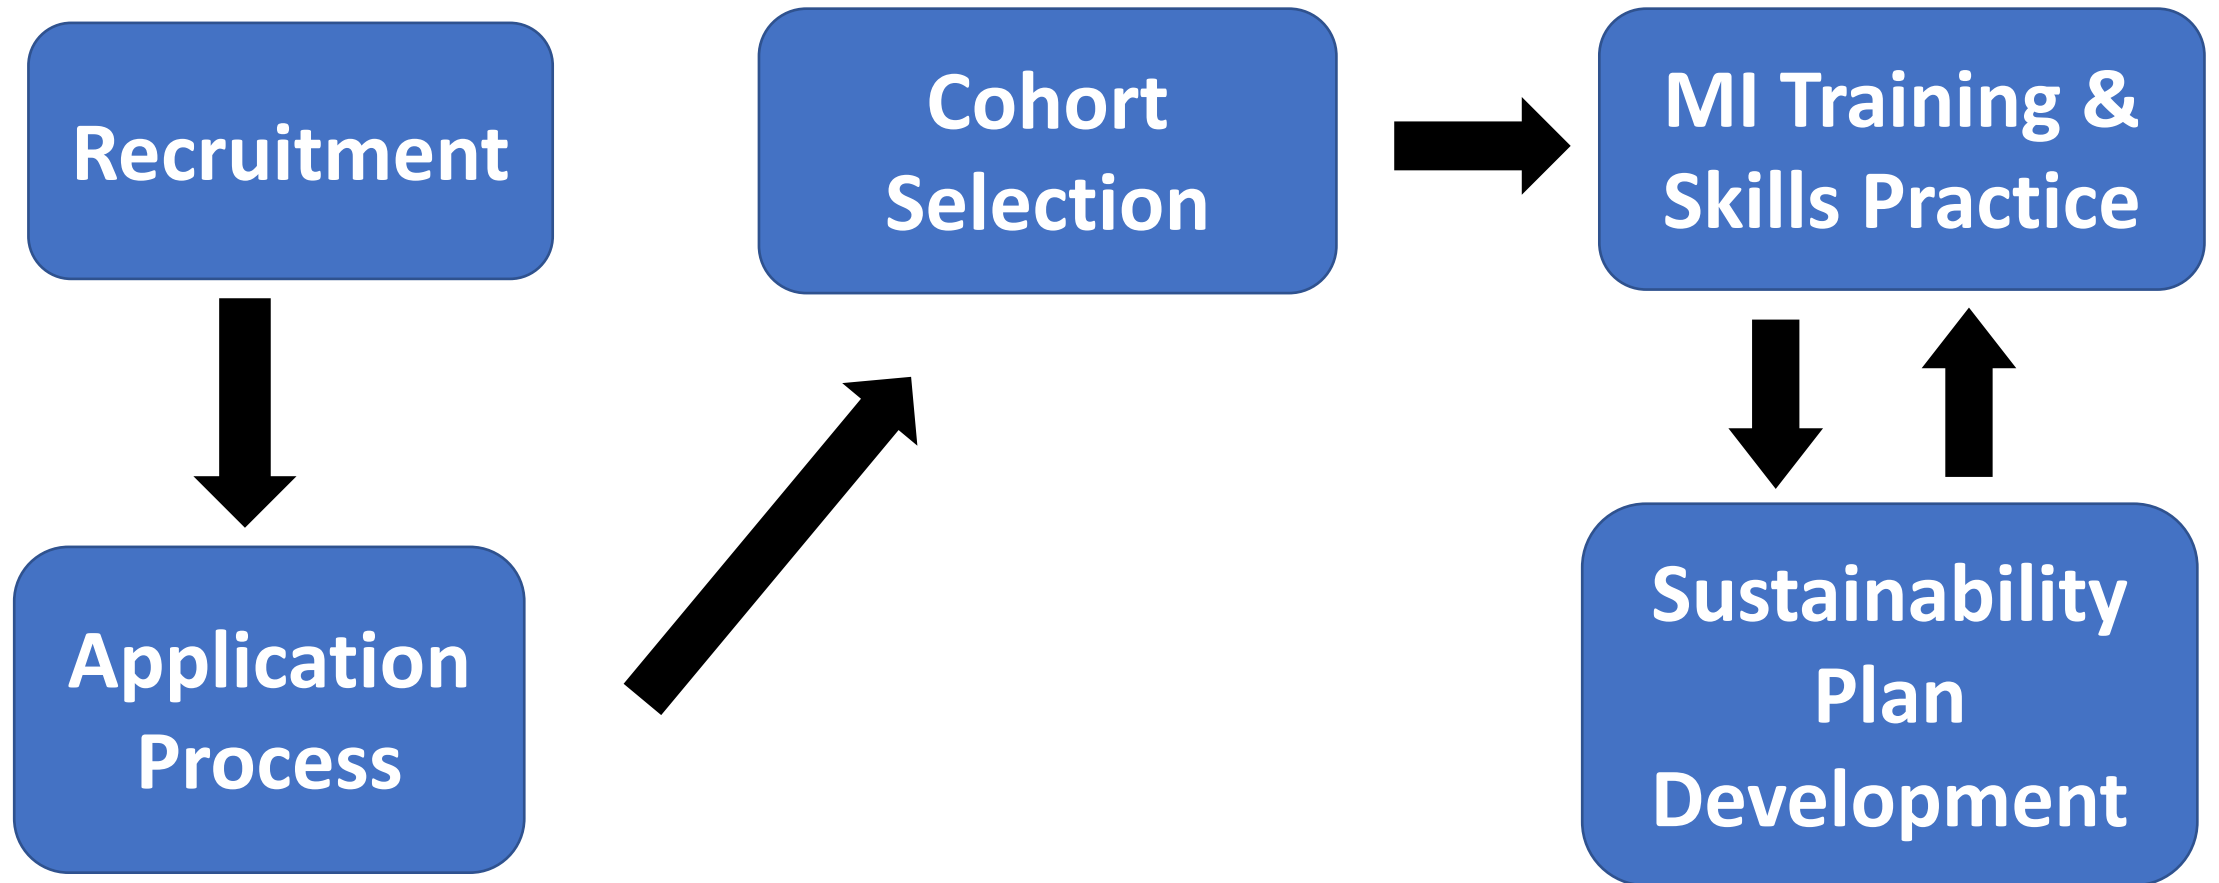 Recruitment
Application
Process
Cohort
Selection
MI Training &
Skills Practice
Sustainability
Plan
Development